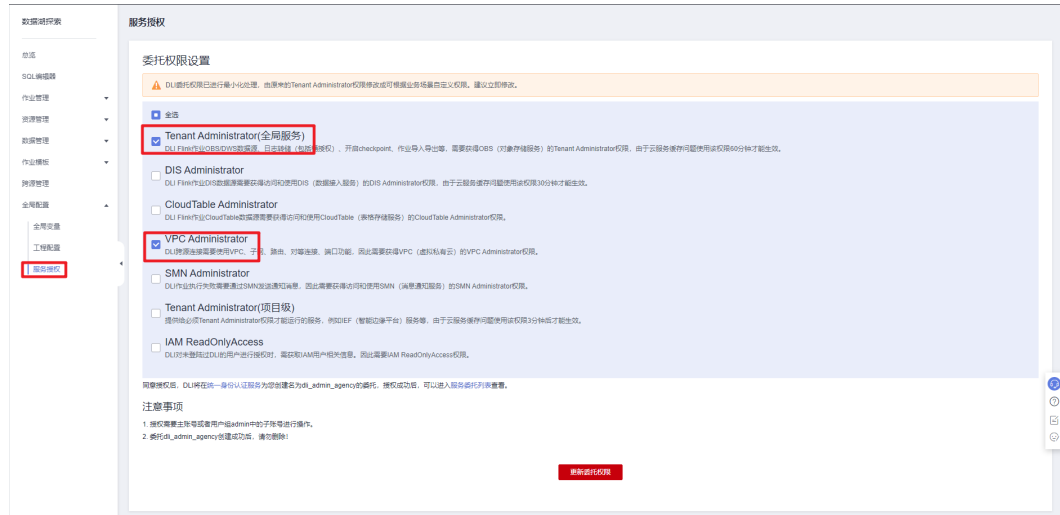 数据湖探索
总览
SQL编辑器
作业管理
资源管理
数据管理
作业模板
跨源管理
全局配置
全局变量
工程配置
服务授权
服务授权
委托权限设置
DLI委托权限已进行最小化处理，由原来的Tenant Administrator权限修改成可根据业务场景自定义权限。建议立即修改。
全选
Tenant Administrator(全局服务)
DLI Flink作业OBS/DWS数据源、日志转储（包括桶授权）、开启checkpoint、作业导入导出等，需要获得OBS（对象存储服务）的Tenant Administrator权限，由于云服务缓存问题使用该权限60分钟才能生效。
DIS Administrator
DLI Flink作业DIS数据源需要获得访问和使用DIS（数据接入服务）的DIS Administrator权限，由于云服务缓存问题使用该权限30分钟才能生效。
CloudTable Administrator
DLI Flink作业CloudTable数据源需要获得访问和使用CloudTable（表格存储服务）的CloudTable Administrator权限。
VPC Administrator
DLI跨源连接需要使用VPC、子网、路由、对等连接、端口功能，因此需要获得VPC（虚拟私有云）的VPC Administrator权限。
SMN Administrator
DLI作业执行失败需要通过SMN发送通知消息，因此需要获得访问和使用SMN（消息通知服务）的SMN Administrator权限。
Tenant Administrator(项目级)
提供给必须Tenant Administrator权限才能运行的服务，例如IEF（智能边缘平台）服务等，由于云服务缓存问题使用该权限3分钟后才能生效。
IAM ReadOnlyAccess
DLI对未登陆过DLI的用户进行授权时，需获取IAM用户相关信息。因此需要IAM ReadOnlyAccess权限。
同意授权后，DLI将在统一身份认证服务为您创建名为dli_admin_agency的委托，授权成功后，可以进入服务委托列表查看。
注意事项
1. 授权需要主账号或者用户组admin中的子账号进行操作。
2. 委托dli_admin_agency创建成功后，请勿删除！
更新委托权限